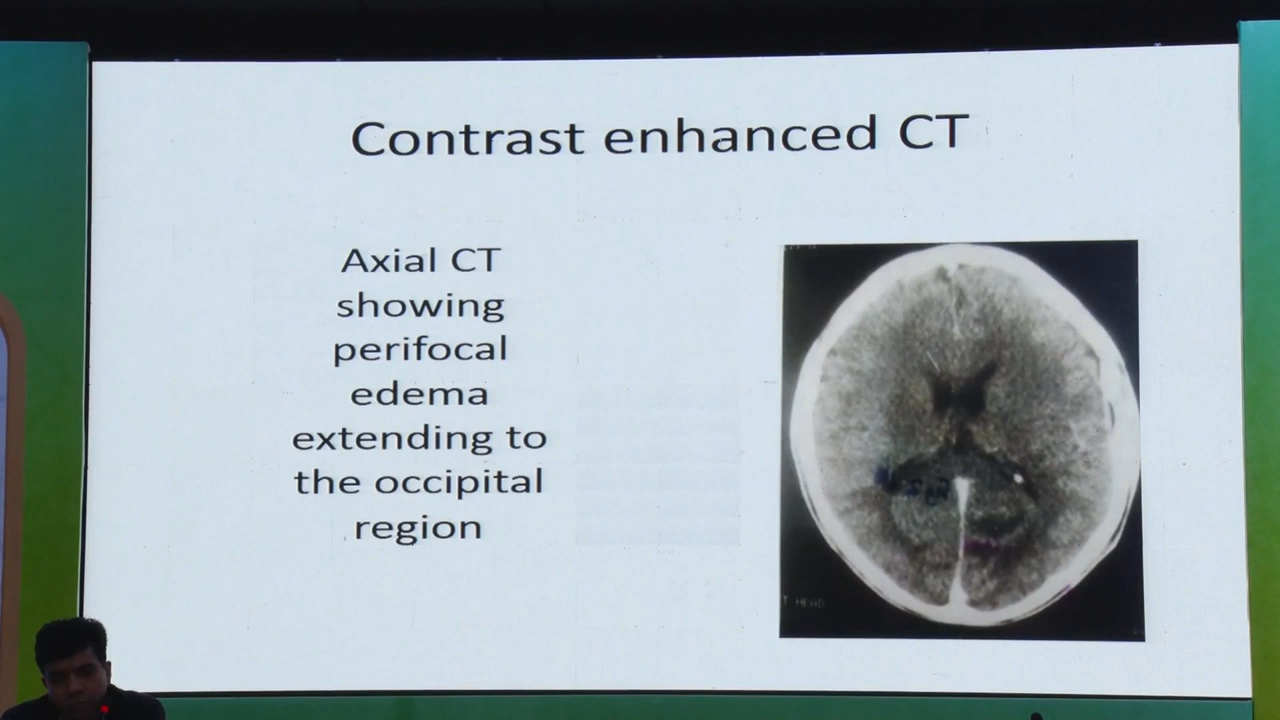 Contrast enhanced CT
Axial CT
showing
perifocal
edema
extending to
the occipital
region